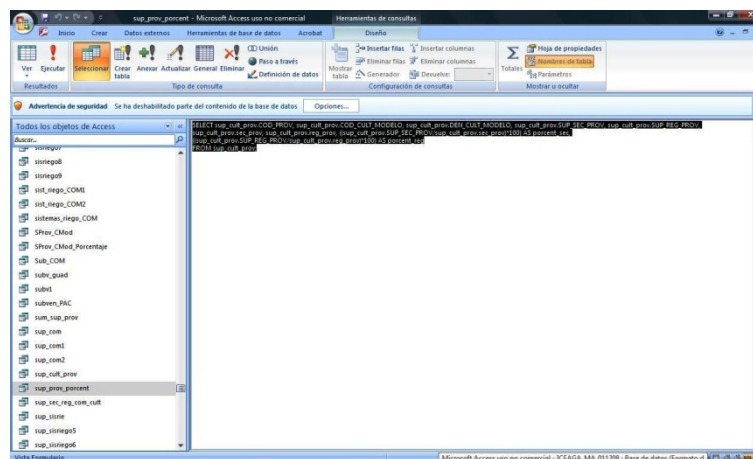 sup_prov_porcent - Microsoft Access uso no comercial
Herramientas de consultas
Inicio Crear Datos externos Herramientas de base de datos Acrobat Diseño
Ver Ejecutar Seleccionar Crear tabla Anexar Actualizar General Eliminar
Unión
Paso a través
Definición de datos
Mostrar tabla
Insertar filas Insertar columnas
Eliminar filas Eliminar columnas
Generador Devuelve:
Totales
Hoja de propiedades
Nombres de tabla
Parámetros
Resultados Tipo de consulta Configuración de consultas Mostrar u ocultar
Advertencia de seguridad Se ha deshabilitado parte del contenido de la base de datos Opciones...
Todos los objetos de Access
Buscar...
SELECT sup_cult_prov.COD_PROV, sup_cult_prov.COD_CULT_MODELO, sup_cult_prov.DEN_CULT_MODELO, sup_cult_prov.SUP_SEC_PROV, sup_cult_prov.SUP_REG_PROV,
sup_cult_prov.sec_prov, sup_cult_prov.reg_prov, ((sup_cult_prov.SUP_SEC_PROV/sup_cult_prov.sec_prov)*100) AS porcent_sec,
((sup_cult_prov.SUP_REG_PROV/sup_cult_prov.reg_prov)*100) AS porcent_reg
FROM sup_cult_prov;
sisriego7
sisriego8
sisriego9
sist_riego_COM1
sist_riego_COM2
sistemas_riego_COM
SProv_CMod
SProv_CMod_Porcentaje
Sub_COM
subv_guad
subv1
subven_PAC
sum_sup_prov
sup_com
sup_com1
sup_com2
sup_cult_prov
sup_prov_porcent
sup_sec_reg_com_cult
sup_sisrie
sup_sisriego5
sup_sisriego6
Vista Formulario
Microsoft Access uso no comercial - ICEAGA_MA_011208 : Base de datos (Formato d